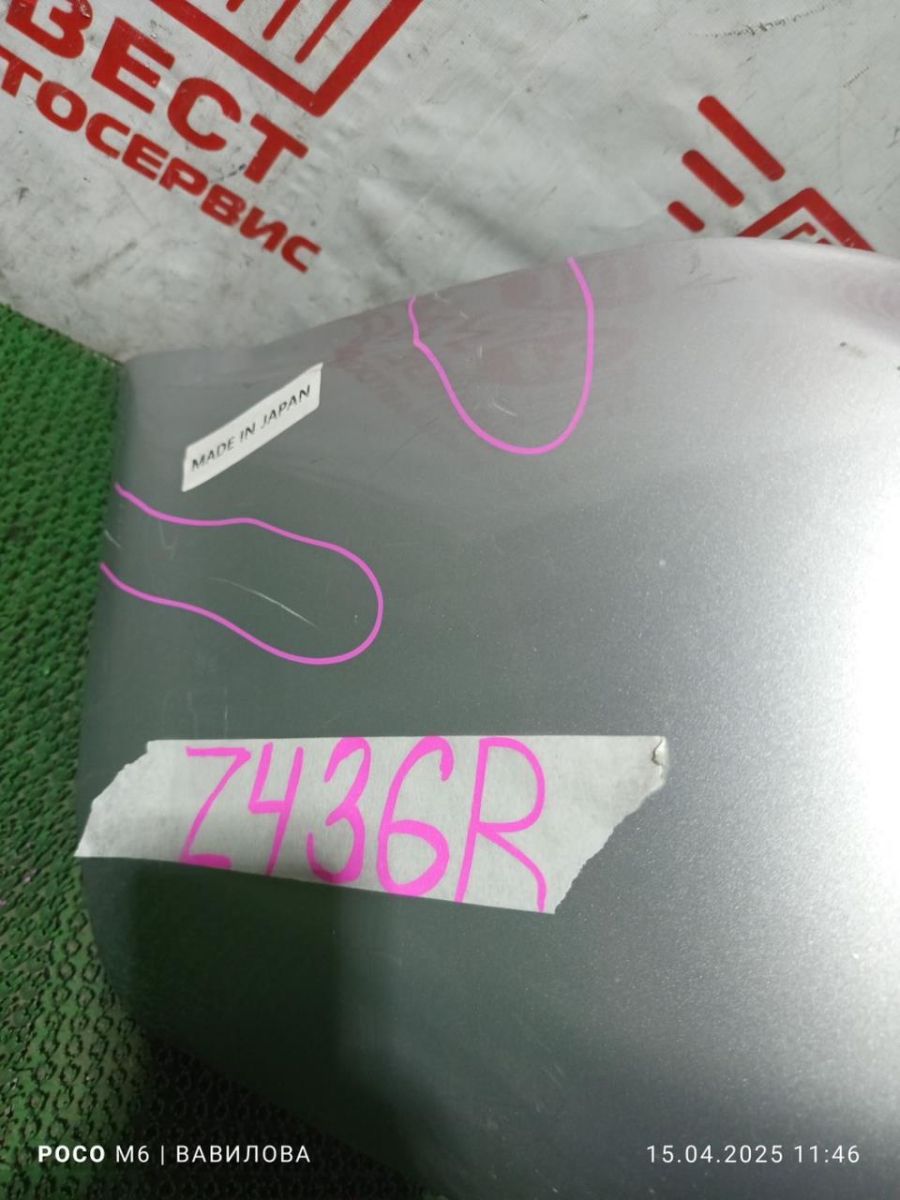 ВЕСТ
ТОСЕРВИС
MADE IN JAPAN
Z436R
POCO M6 | ВАВИЛОВА
15.04.2025 11:46